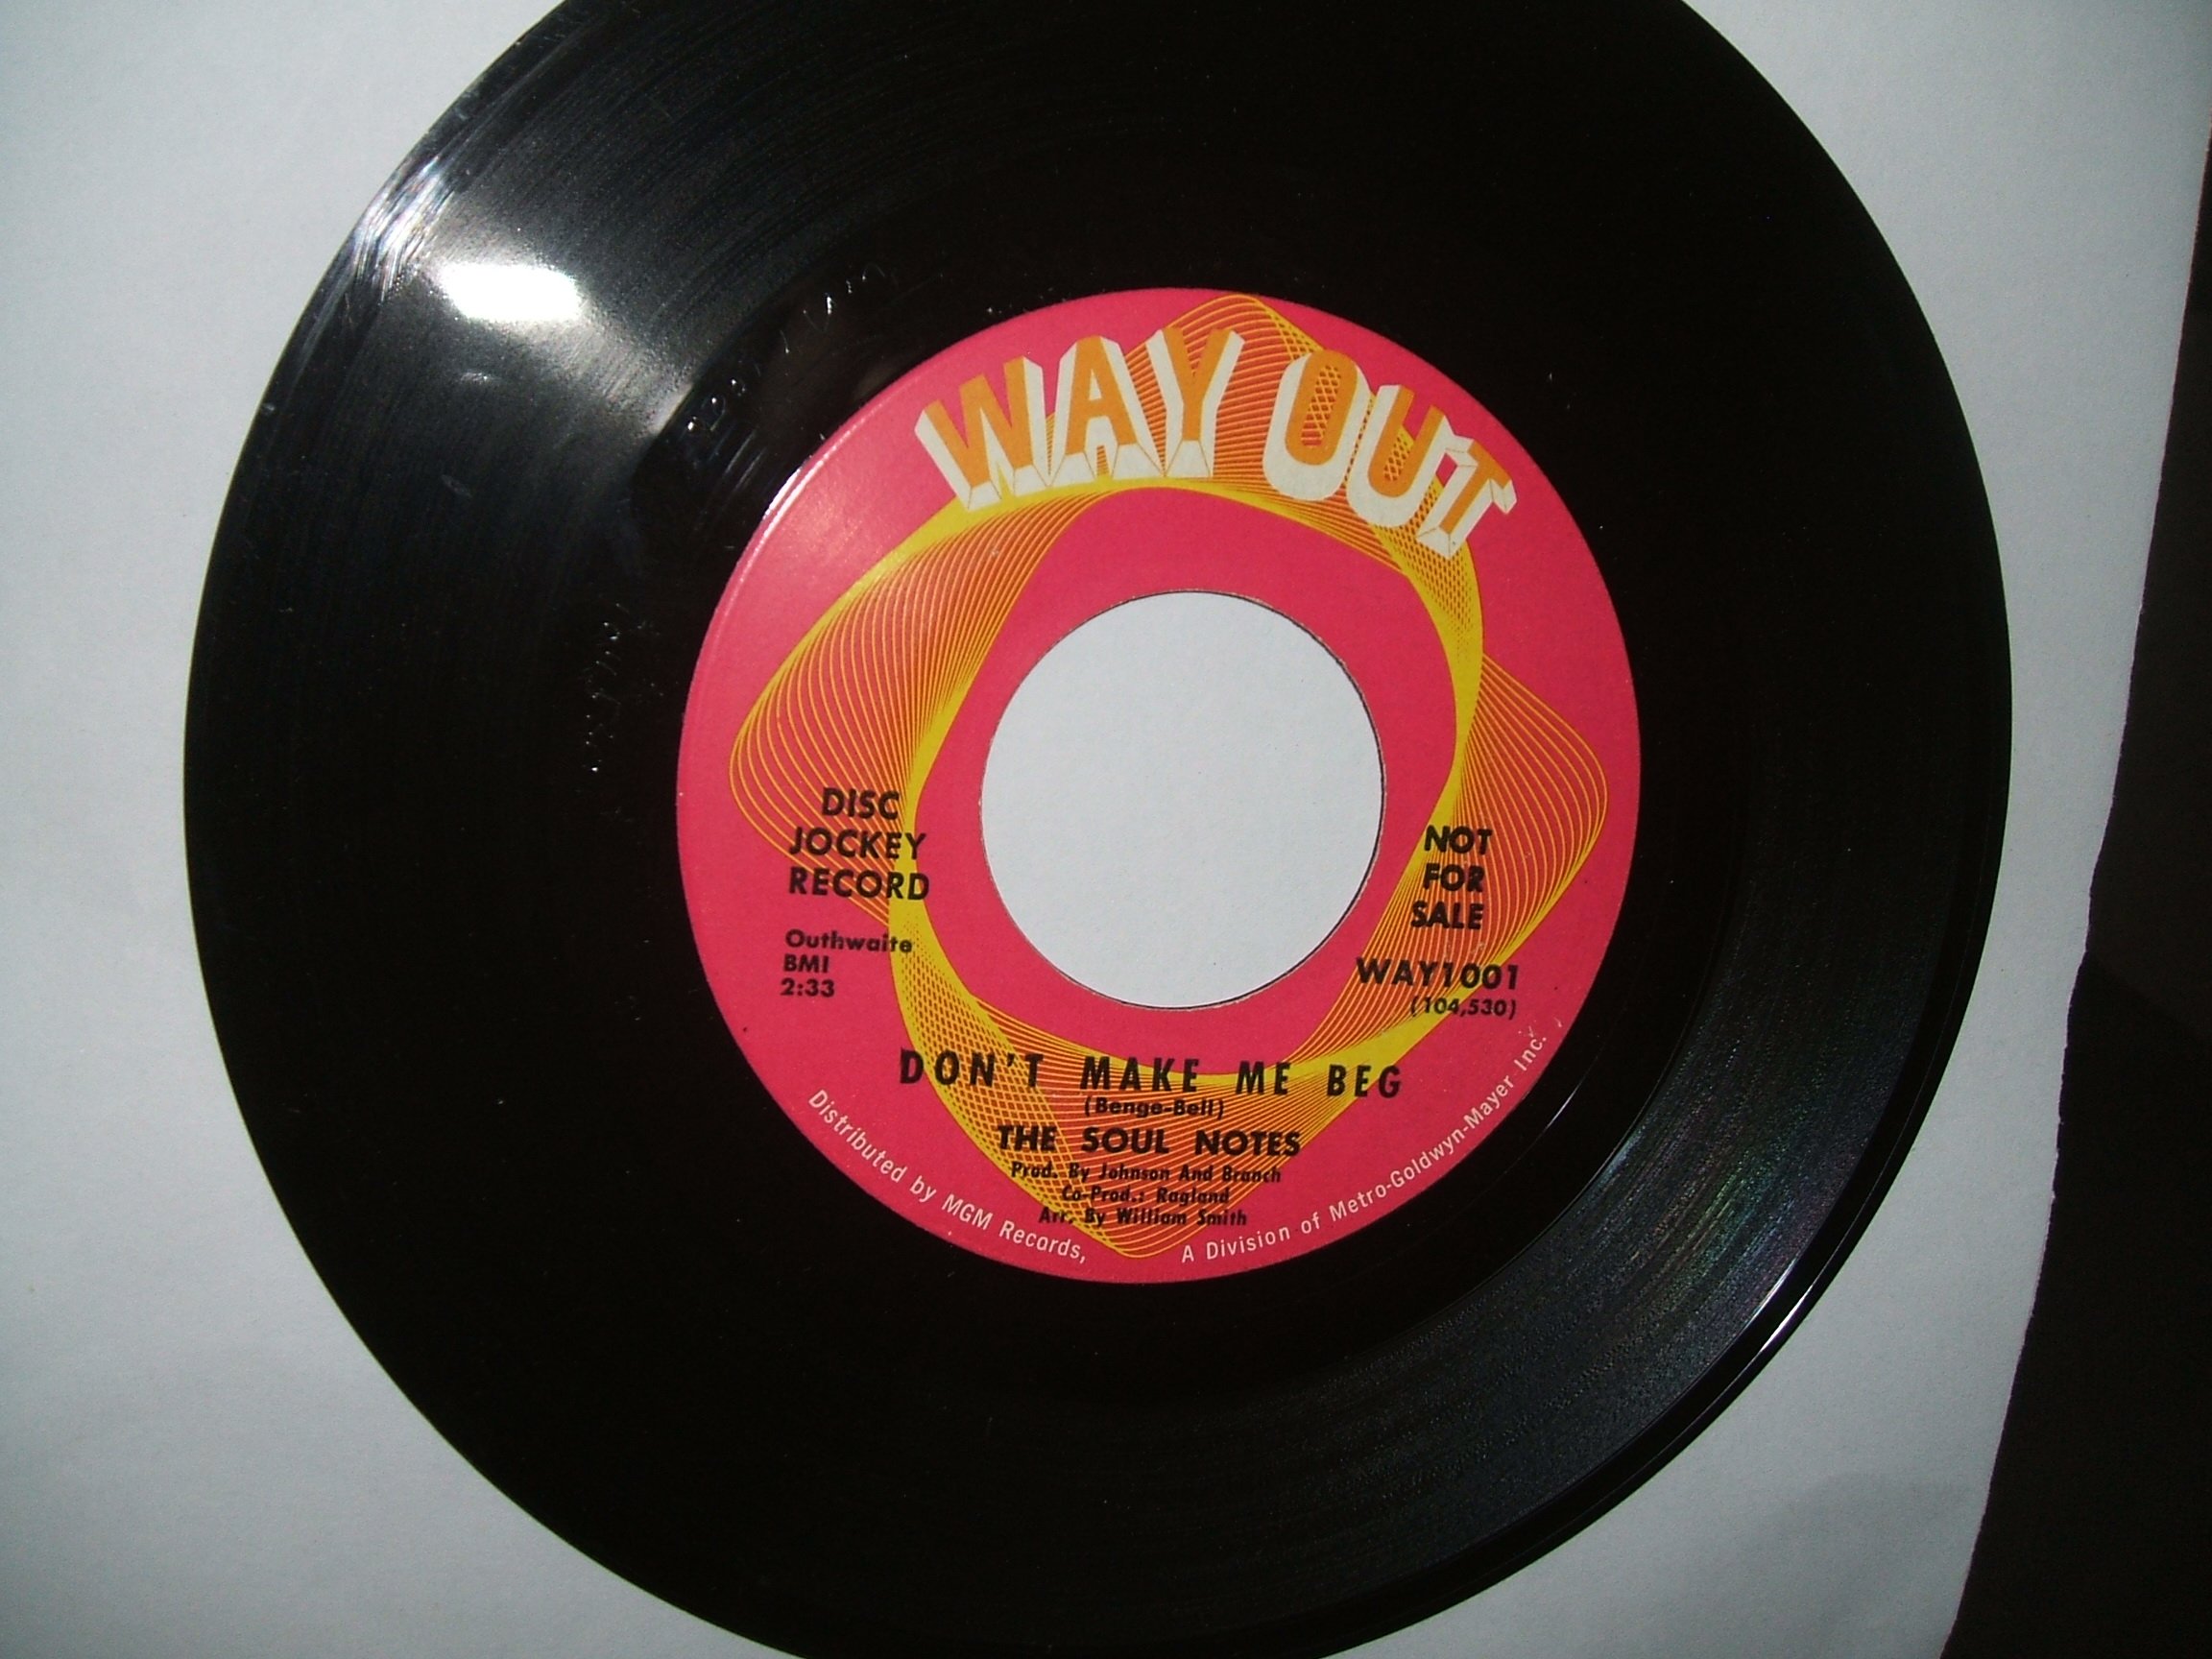 WAY OUT
DISC
JOCKEY
RECORD
NOT
FOR
SALE
Outhwaite
BMI
2:33
WAY1001
(104,530)
DON'T MAKE ME BEG
(Benge-Bell)
THE SOUL NOTES
Prod. By Johnson And Branch
Co-Prod.: Ragland
Arr. By William Smith
Distributed by MGM Records, A Division of Metro-Goldwyn-Mayer Inc.